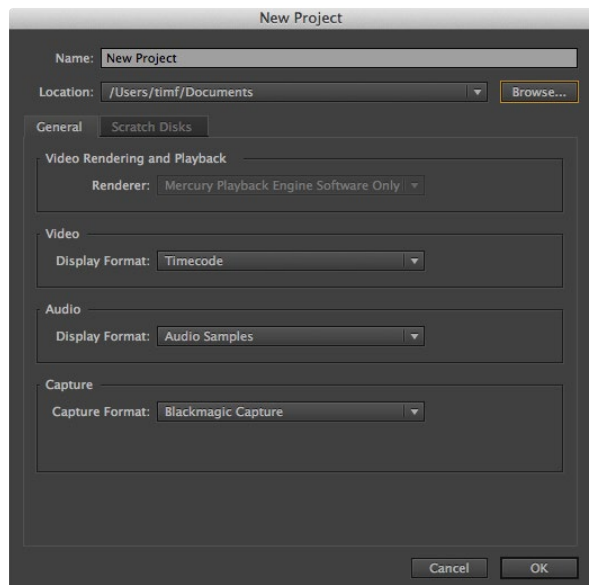 New Project
Name: New Project
Location: /Users/timf/Documents Browse...
General Scratch Disks
Video Rendering and Playback
Renderer: Mercury Playback Engine Software Only
Video
Display Format: Timecode
Audio
Display Format: Audio Samples
Capture
Capture Format: Blackmagic Capture
Cancel OK